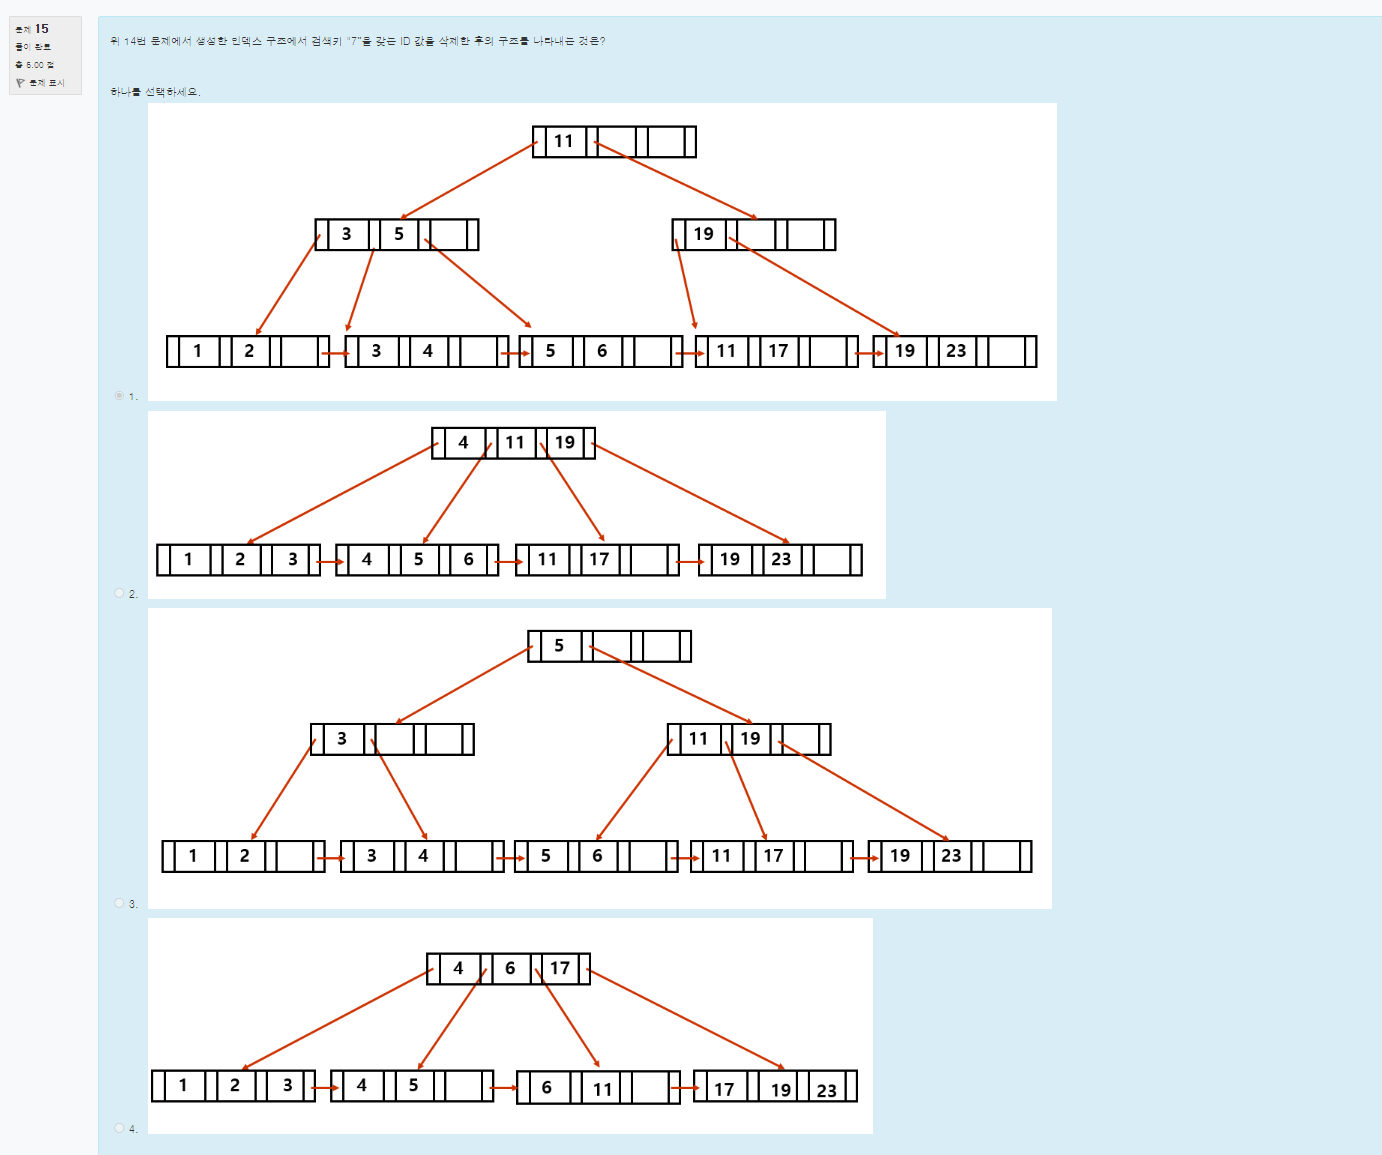 문제 15
풀이 완료
총 6.00 점
문제 표시
위 14번 문제에서 생성한 인덱스 구조에서 검색키 "7"을 갖는 ID 값을 삭제한 후의 구조를 나타내는 것은?
하나를 선택하세요.
11
3 5 19
1 2 3 4 5 6 11 17 19 23
1.
4 11 19
1 2 3 4 5 6 11 17 19 23
2.
5
3 11 19
1 2 3 4 5 6 11 17 19 23
3.
4 6 17
1 2 3 4 5 6 11 17 19 23
4.